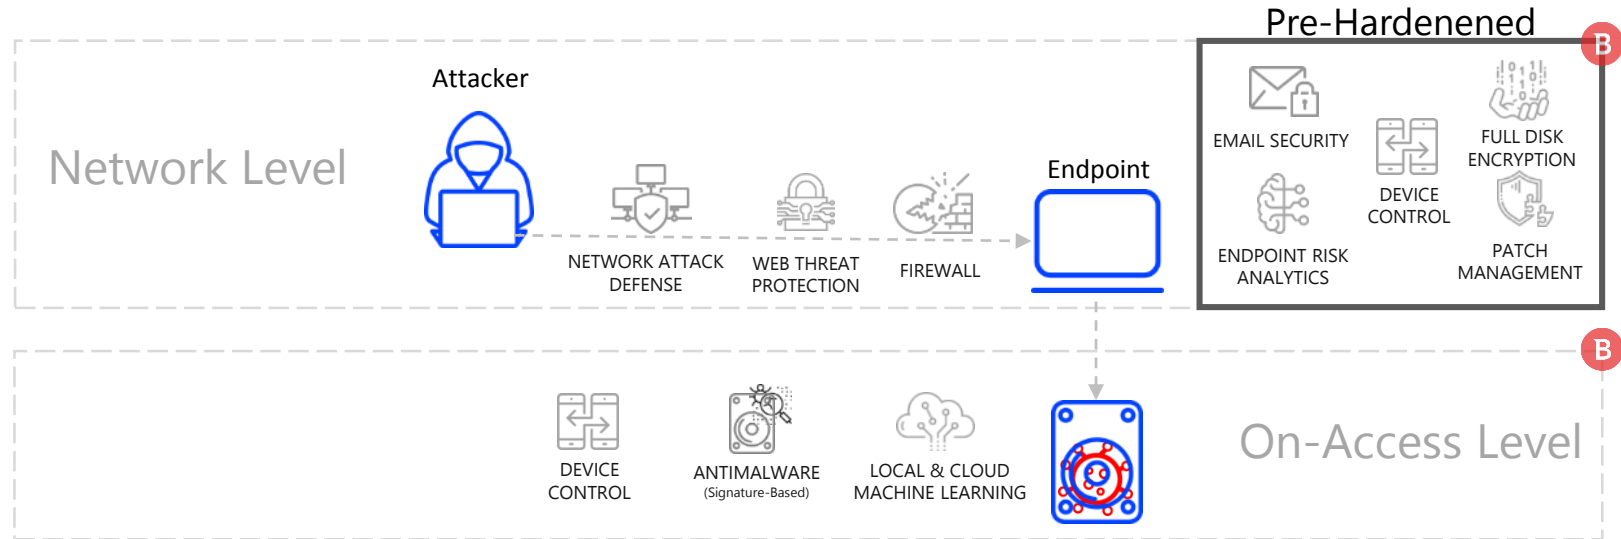 Pre-Hardenened
B
Attacker
Network Level
EMAIL SECURITY
FULL DISK
ENCRYPTION
Endpoint
DEVICE
CONTROL
NETWORK ATTACK
DEFENSE
WEB THREAT
PROTECTION
FIREWALL
ENDPOINT RISK
ANALYTICS
PATCH
MANAGEMENT
B
On-Access Level
DEVICE
CONTROL
ANTIMALWARE
(Signature-Based)
LOCAL & CLOUD
MACHINE LEARNING